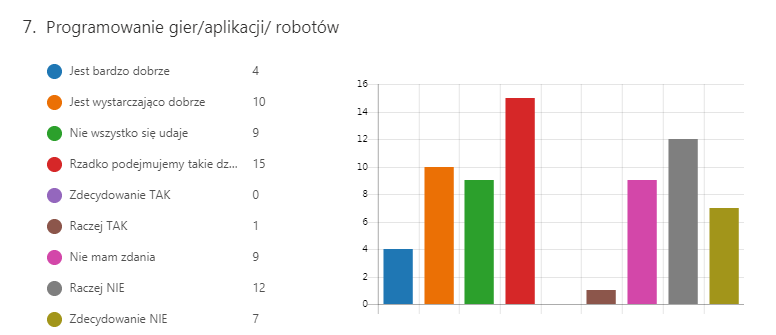 7. Programowanie gier/aplikacji/ robotów
Jest bardzo dobrze 4
Jest wystarczająco dobrze 10
Nie wszystko się udaje 9
Rzadko podejmujemy takie dz... 15
Zdecydowanie TAK 0
Raczej TAK 1
Nie mam zdania 9
Raczej NIE 12
Zdecydowanie NIE 7
16
14
12
10
8
6
4
2
0